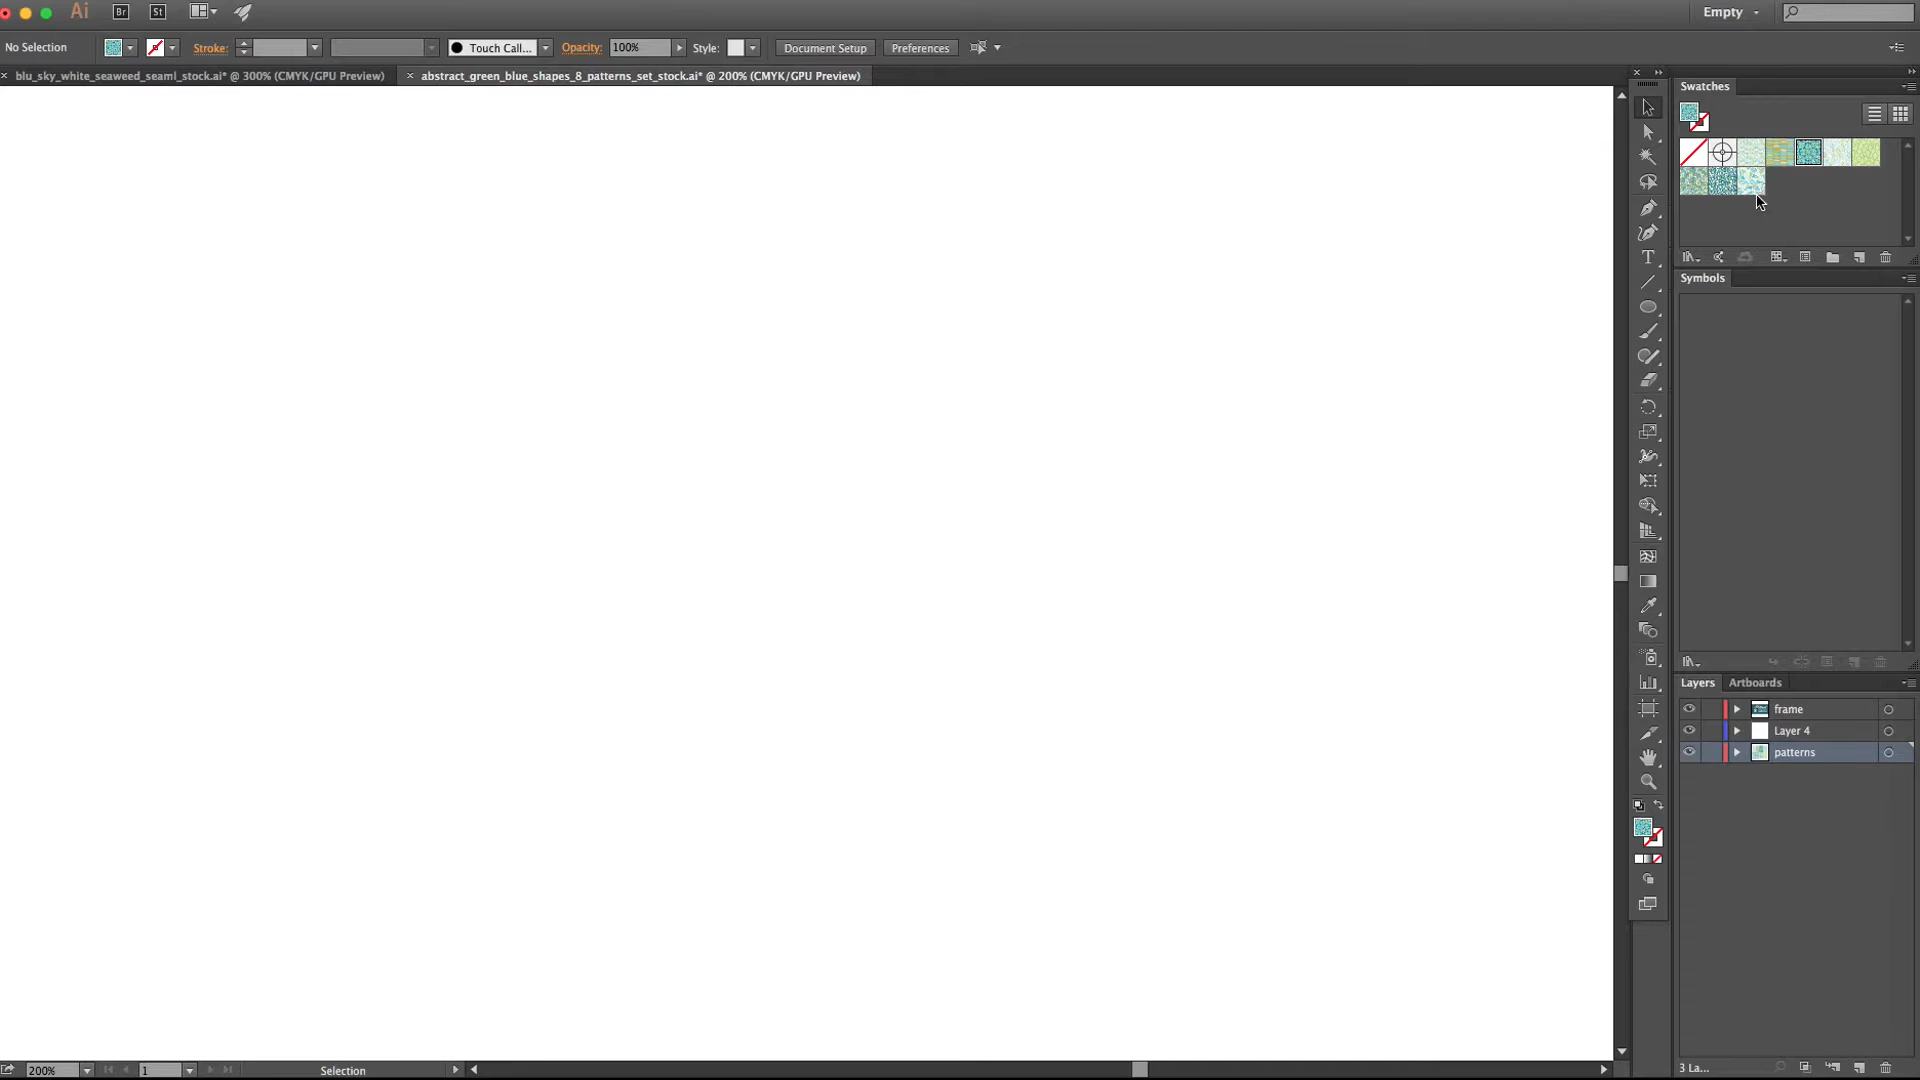 Ai Br St Empty
No Selection Stroke: Touch Call... Opacity: 100% Style: Document Setup Preferences
blu_sky_white_seaweed_seaml_stock.ai* @ 300% (CMYK/GPU Preview) abstract_green_blue_shapes_8_patterns_set_stock.ai* @ 200% (CMYK/GPU Preview)
Swatches
Symbols
Layers Artboards
frame
Layer 4
patterns
3 La...
200% 1 Selection